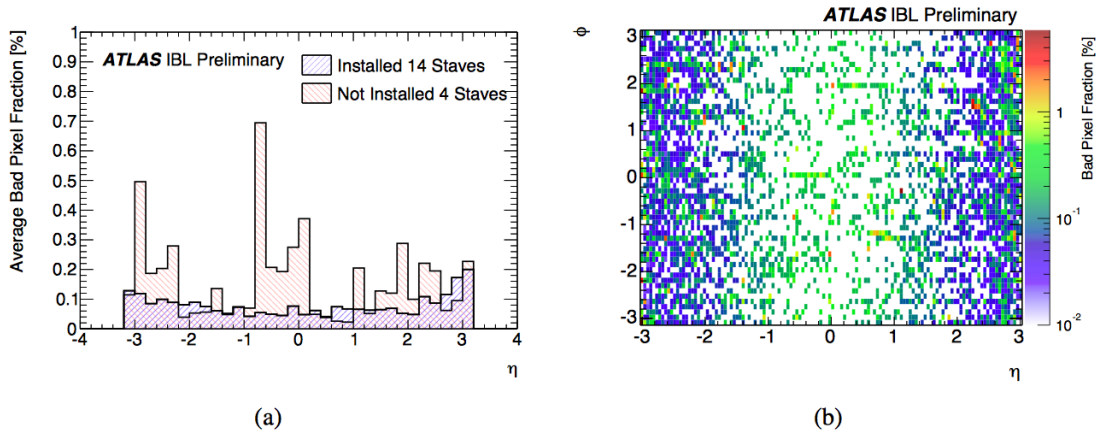 ATLAS IBL Preliminary
Average Bad Pixel Fraction [%]
1
0.9
0.8
0.7
0.6
0.5
0.4
0.3
0.2
0.1
0
ATLAS IBL Preliminary
Installed 14 Staves
Not Installed 4 Staves
-4 -3 -2 -1 0 1 2 3 4
η
(a)
φ
3
2
1
0
-1
-2
-3
-3 -2 -1 0 1 2 3
η
Bad Pixel Fraction [%]
1
10-1
10-2
(b)